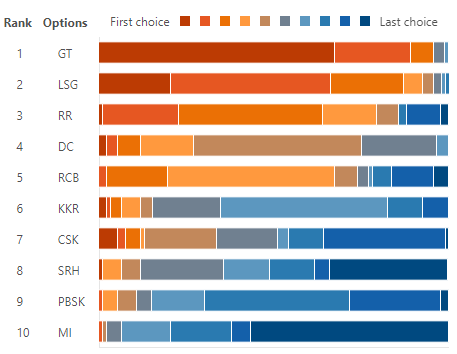 Rank Options First choice Last choice
1 GT
2 LSG
3 RR
4 DC
5 RCB
6 KKR
7 CSK
8 SRH
9 PBSK
10 MI